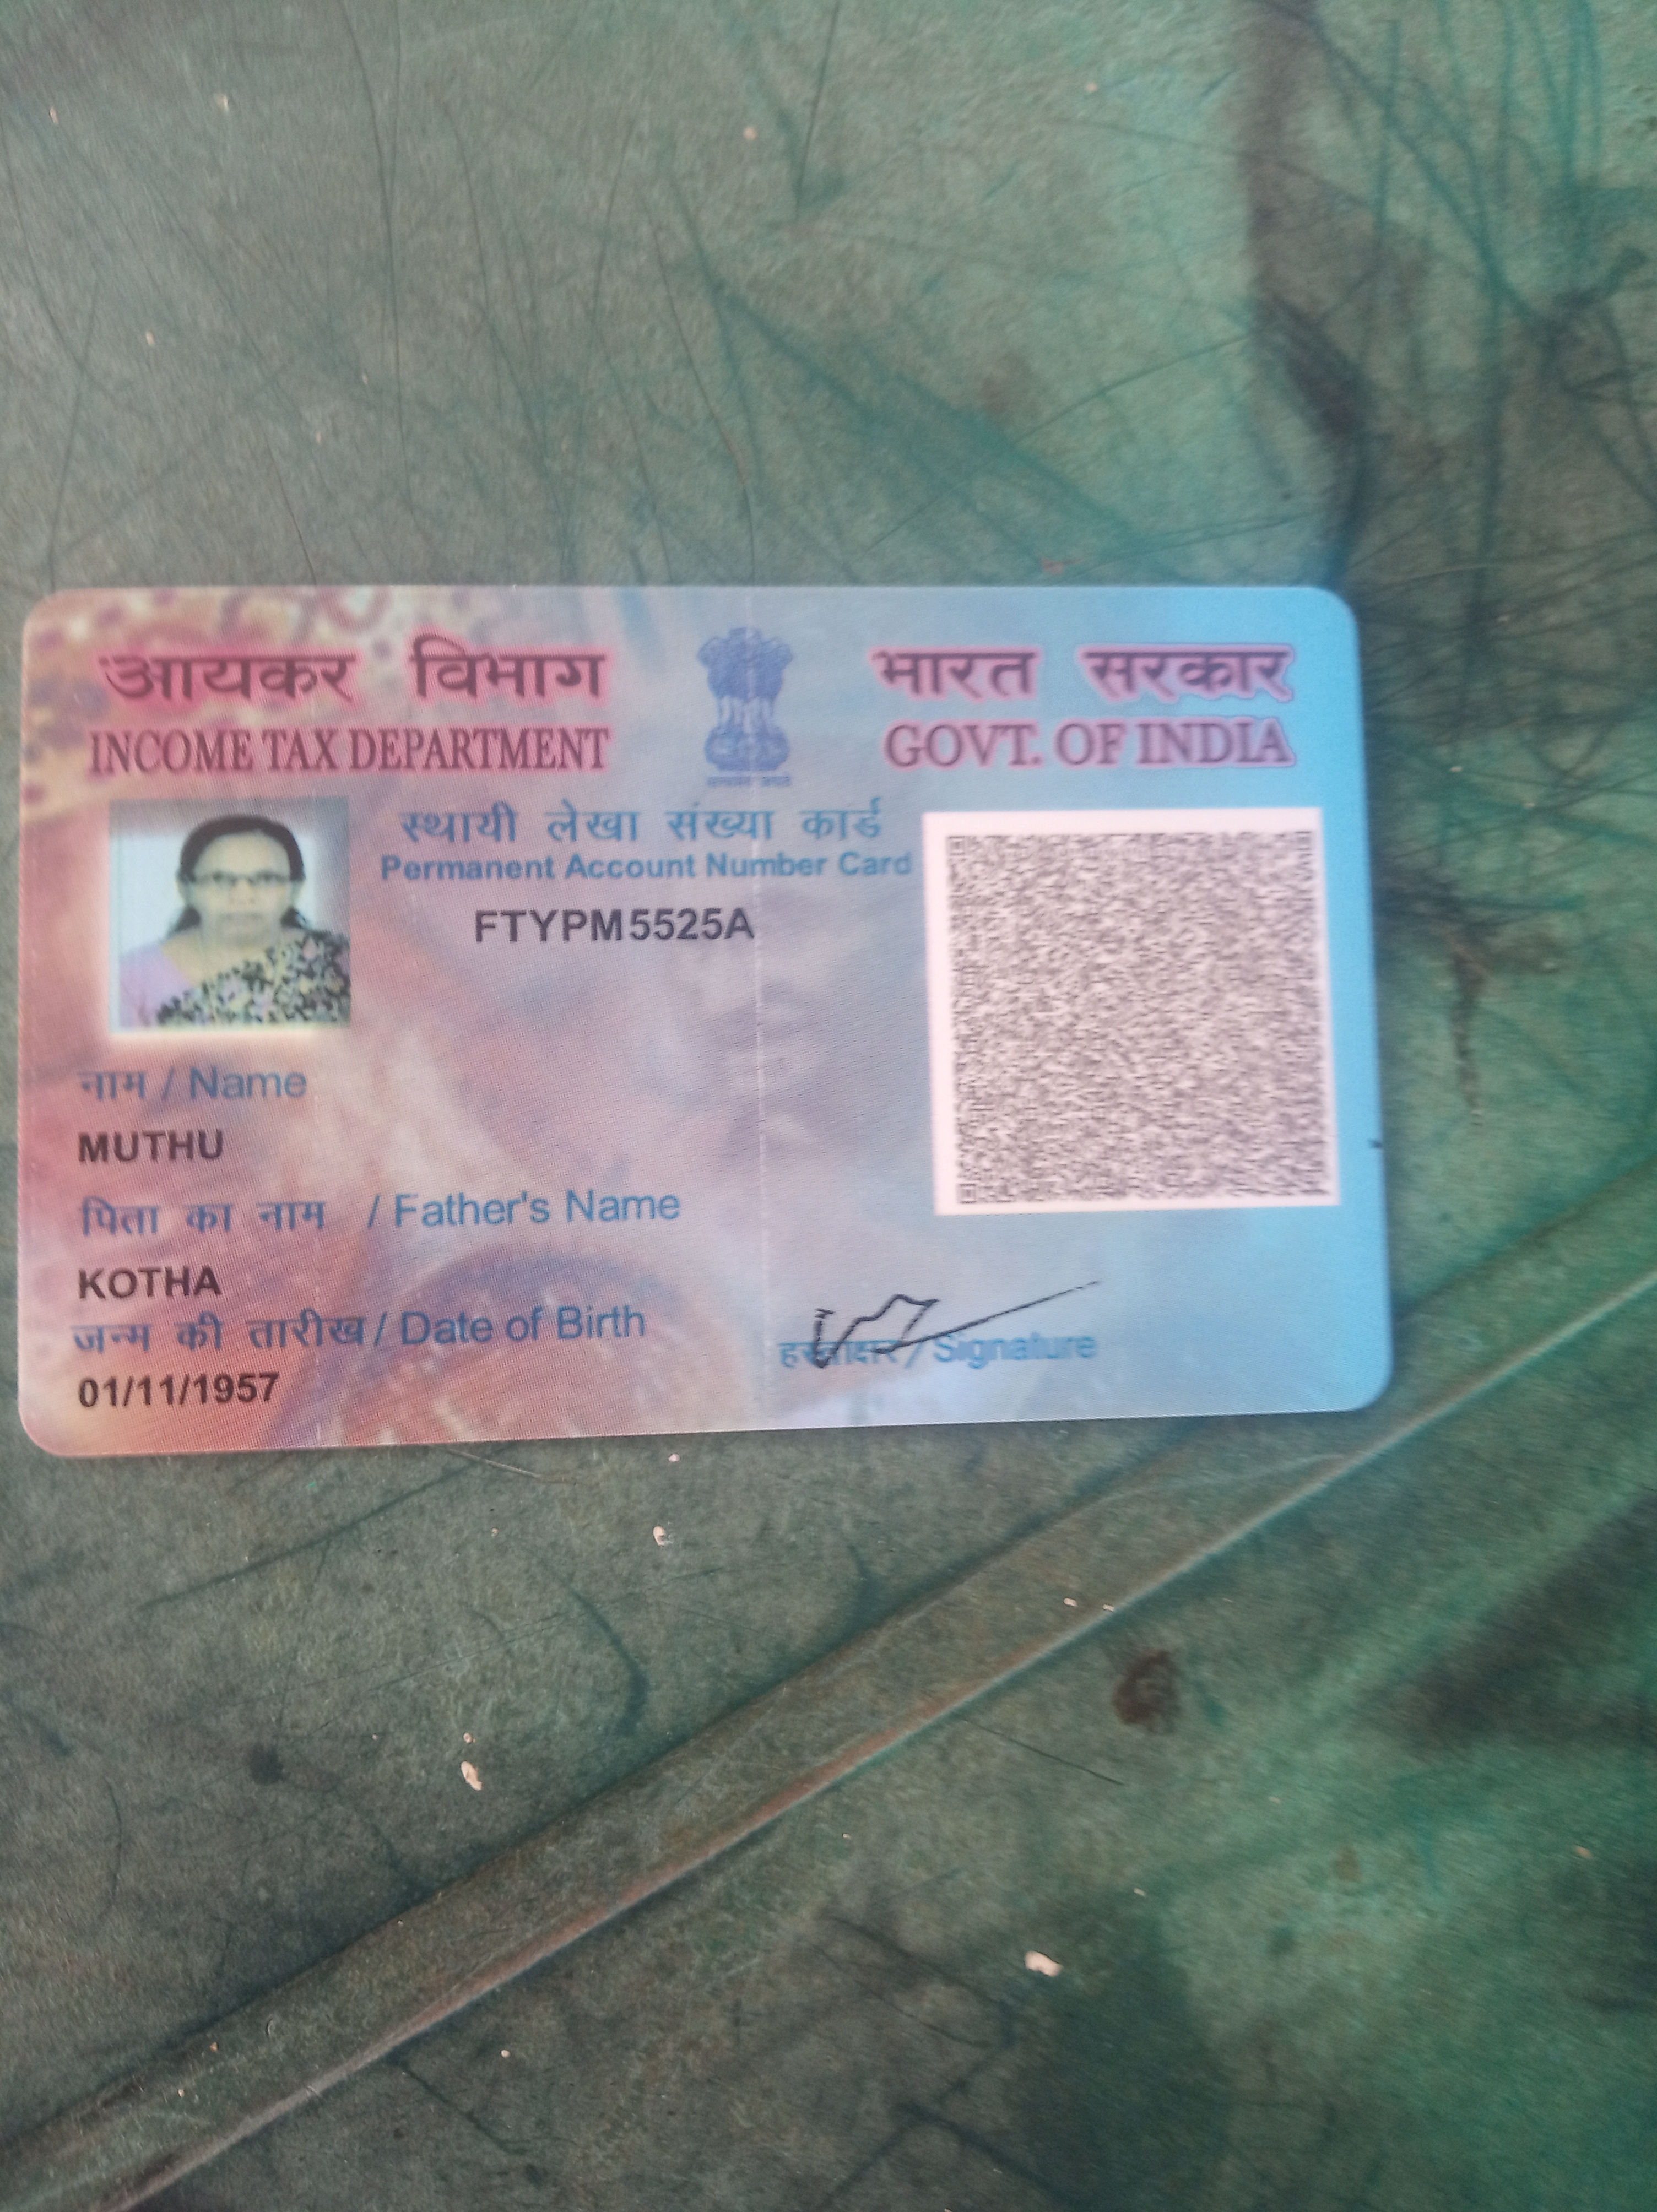 आयकर विभाग
INCOME TAX DEPARTMENT
भारत सरकार
GOVT. OF INDIA
स्थायी लेखा संख्या कार्ड
Permanent Account Number Card
FTYPM5525A
नाम / Name
MUTHU
पिता का नाम / Father's Name
KOTHA
जन्म की तारीख / Date of Birth
01/11/1957
हस्ताक्षर / Signature